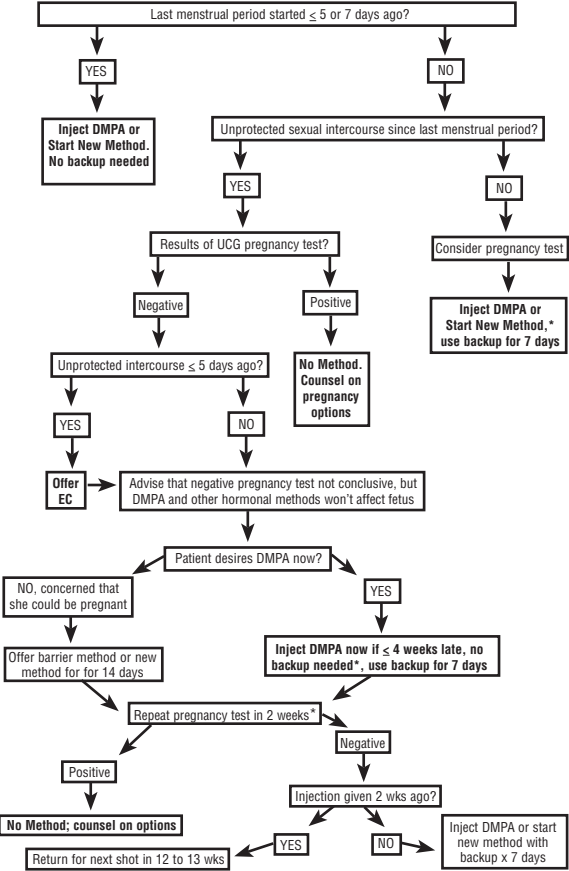 Last menstrual period started ≤ 5 or 7 days ago?
YES
NO
Inject DMPA or
Start New Method.
No backup needed
Unprotected sexual intercourse since last menstrual period?
YES
NO
Results of UCG pregnancy test?
Consider pregnancy test
Negative
Positive
Inject DMPA or
Start New Method,*
use backup for 7 days
Unprotected intercourse ≤ 5 days ago?
No Method.
Counsel on
pregnancy
options
YES
NO
Offer
EC
Advise that negative pregnancy test not conclusive, but
DMPA and other hormonal methods won't affect fetus
Patient desires DMPA now?
NO, concerned that
she could be pregnant
YES
Offer barrier method or new
method for for 14 days
Inject DMPA now if ≤ 4 weeks late, no
backup needed*, use backup for 7 days
Repeat pregnancy test in 2 weeks*
Negative
Positive
Injection given 2 wks ago?
No Method; counsel on options
YES
NO
Inject DMPA or start
new method with
backup x 7 days
Return for next shot in 12 to 13 wks